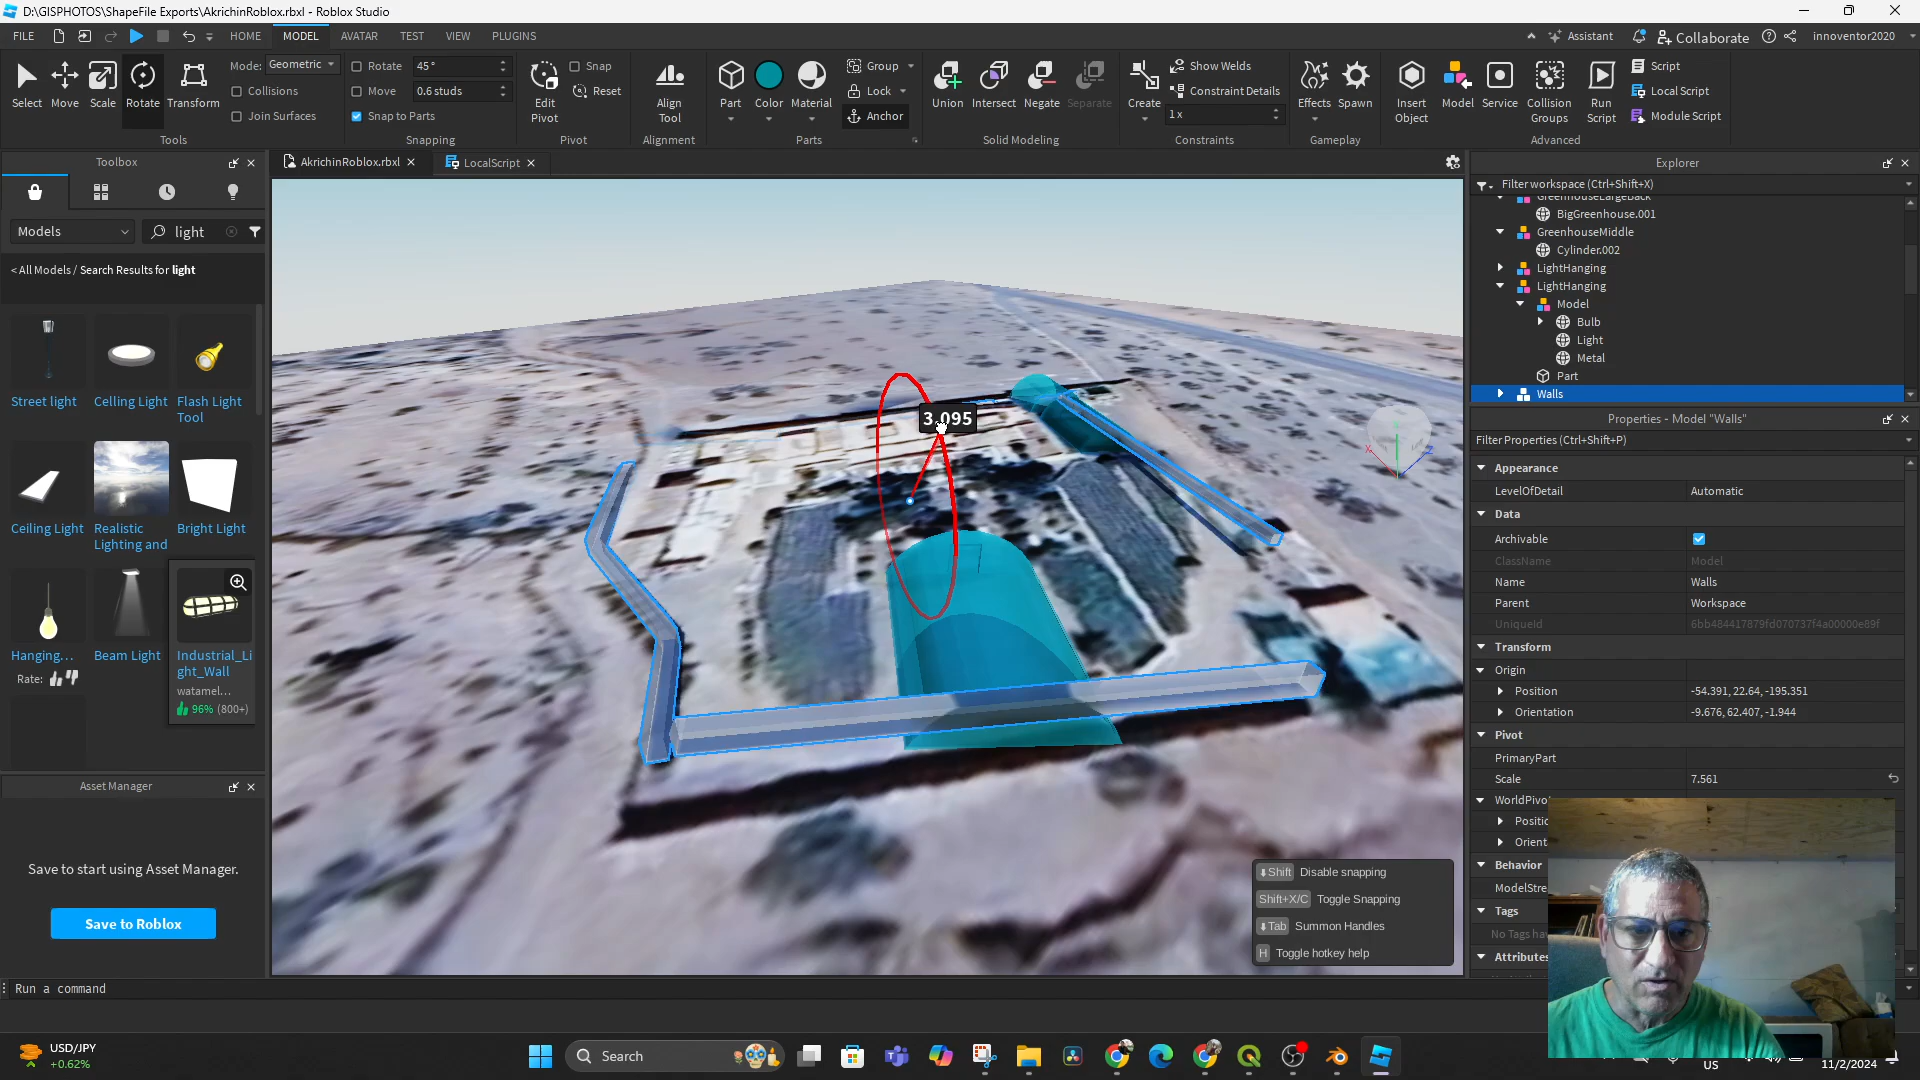 D:\GISPHOTOS\ShapeFile Exports\AkrichinRoblox.rbxl - Roblox Studio
FILE HOME MODEL AVATAR TEST VIEW PLUGINS Assistant Collaborate innoventor2020
Select Move Scale Rotate Transform
Mode: Geometric
Collisions
Join Surfaces
Tools
Rotate 45°
Move 0.6 studs
Snap to Parts
Snapping
Edit Pivot
Snap
Reset
Pivot
Align Tool
Alignment
Part Color Material
Group
Lock
Anchor
Parts
Union Intersect Negate Separate
Solid Modeling
Create
Show Welds
Constraint Details
1 x
Constraints
Effects Spawn
Gameplay
Insert Object
Model
Service
Collision Groups
Run Script
Script
Local Script
Module Script
Advanced
Toolbox
Models light
< All Models / Search Results for light
Street light
Celling Light
Flash Light Tool
Ceiling Light
Realistic Lighting and
Bright Light
Hanging...
Rate:
Beam Light
Industrial_Li
ght_Wall
watamel...
96% (800+)
Asset Manager
Save to start using Asset Manager.
Save to Roblox
AkrichinRoblox.rbxl
LocalScript
3.095
Shift Disable snapping
Shift+X/C Toggle Snapping
Tab Summon Handles
H Toggle hotkey help
Explorer
Filter workspace (Ctrl+Shift+X)
GreenhouseLargeBack
BigGreenhouse.001
GreenhouseMiddle
Cylinder.002
LightHanging
LightHanging
Model
Bulb
Light
Metal
Part
Walls
Properties - Model "Walls"
Filter Properties (Ctrl+Shift+P)
Appearance
LevelOfDetail Automatic
Data
Archivable
ClassName Model
Name Walls
Parent Workspace
UniqueId 6bb484417879fd070737f4a00000e89f
Transform
Origin
Position -54.391, 22.64, -195.351
Orientation -9.676, 62.407, -1.944
Pivot
PrimaryPart
Scale 7.561
WorldPivo
Positio
Orient
Behavior
ModelStre
Tags
No Tags ha
Attributes
Run a command
USD/JPY
+0.62%
Search
US
11/2/2024